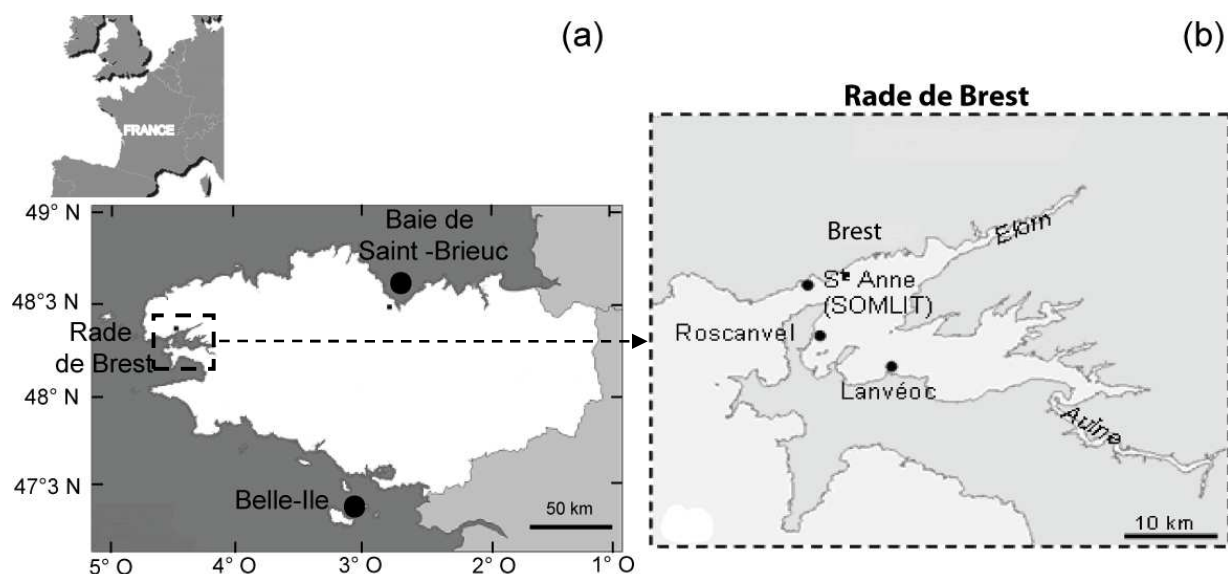 (a)
FRANCE
49° N
48°3 N
48° N
47°3 N
5° O
4° O
3° O
2° O
1° O
Baie de
Saint -Brieuc
Rade
de Brest
Belle-Ile
50 km
(b)
Rade de Brest
Brest
Elorn
St Anne
(SOMLIT)
Roscanvel
Lanvéoc
Aulne
10 km